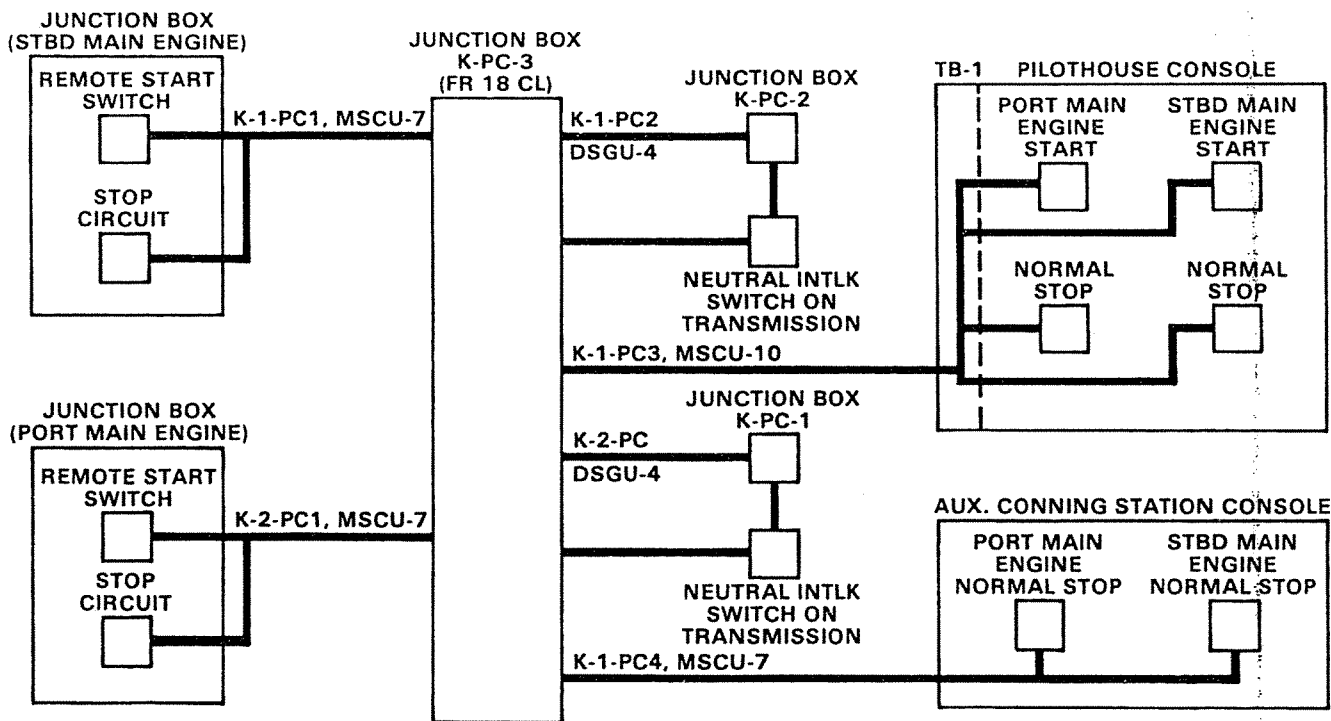 JUNCTION BOX
(STBD MAIN ENGINE)
REMOTE START
SWITCH
STOP
CIRCUIT
K-1-PC1, MSCU-7
JUNCTION BOX
(PORT MAIN ENGINE)
REMOTE START
SWITCH
STOP
CIRCUIT
K-2-PC1, MSCU-7
JUNCTION BOX
K-PC-3
(FR 18 CL)
K-1-PC2
DSGU-4
JUNCTION BOX
K-PC-2
NEUTRAL INTLK
SWITCH ON
TRANSMISSION
K-1-PC3, MSCU-10
JUNCTION BOX
K-PC-1
K-2-PC
DSGU-4
NEUTRAL INTLK
SWITCH ON
TRANSMISSION
K-1-PC4, MSCU-7
TB-1 PILOTHOUSE CONSOLE
PORT MAIN
ENGINE
START
STBD MAIN
ENGINE
START
NORMAL
STOP
NORMAL
STOP
AUX. CONNING STATION CONSOLE
PORT MAIN
ENGINE
NORMAL STOP
STBD MAIN
ENGINE
NORMAL STOP